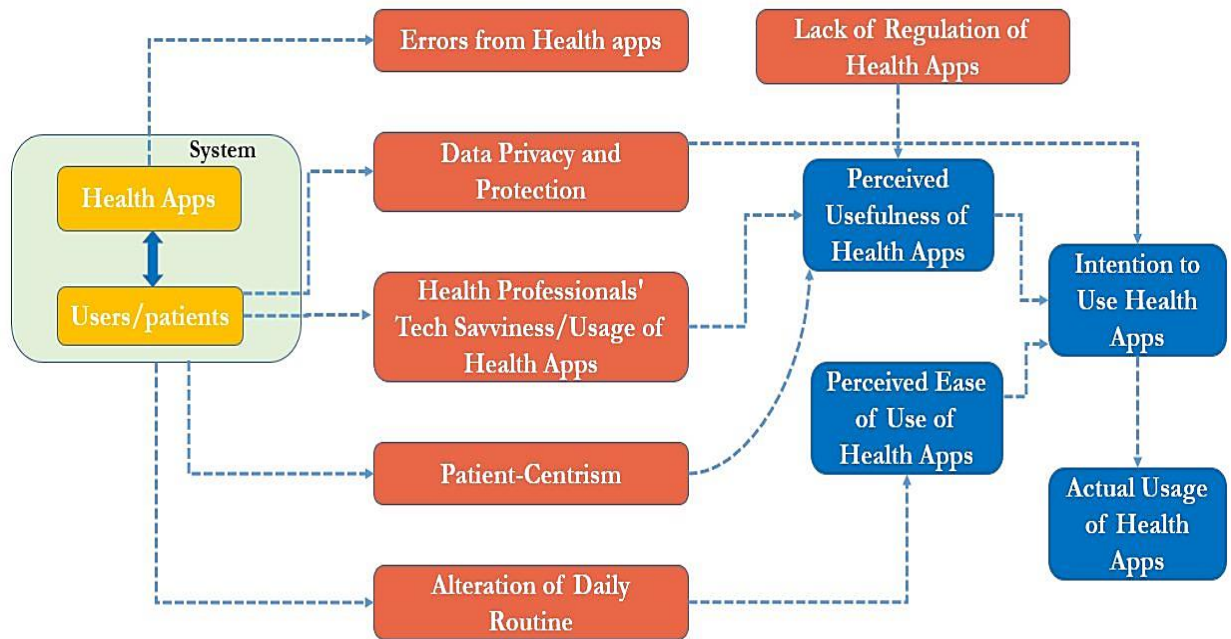 Errors from Health apps
Lack of Regulation of
Health Apps
System
Health Apps
Users/patients
Data Privacy and
Protection
Health Professionals'
Tech Savviness/Usage of
Health Apps
Patient-Centrism
Alteration of Daily
Routine
Perceived
Usefulness of
Health Apps
Perceived Ease
of Use of
Health Apps
Intention to
Use Health
Apps
Actual Usage
of Health
Apps